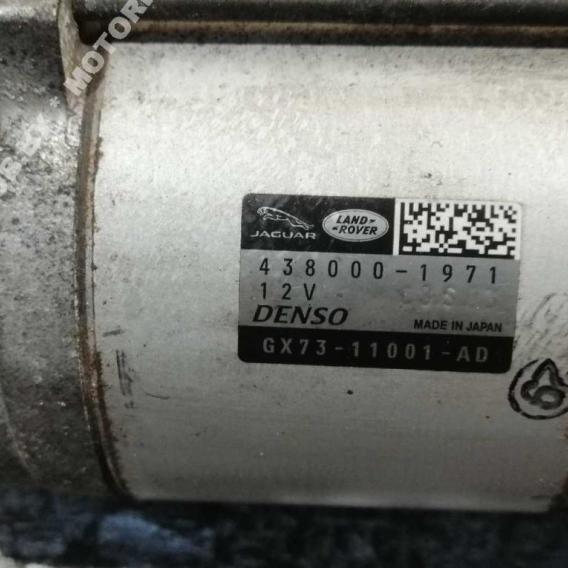 JAGUAR
LAND-
-ROVER
438000-1971
12V
DENSO
MADE IN JAPAN
GX73-11001-AD